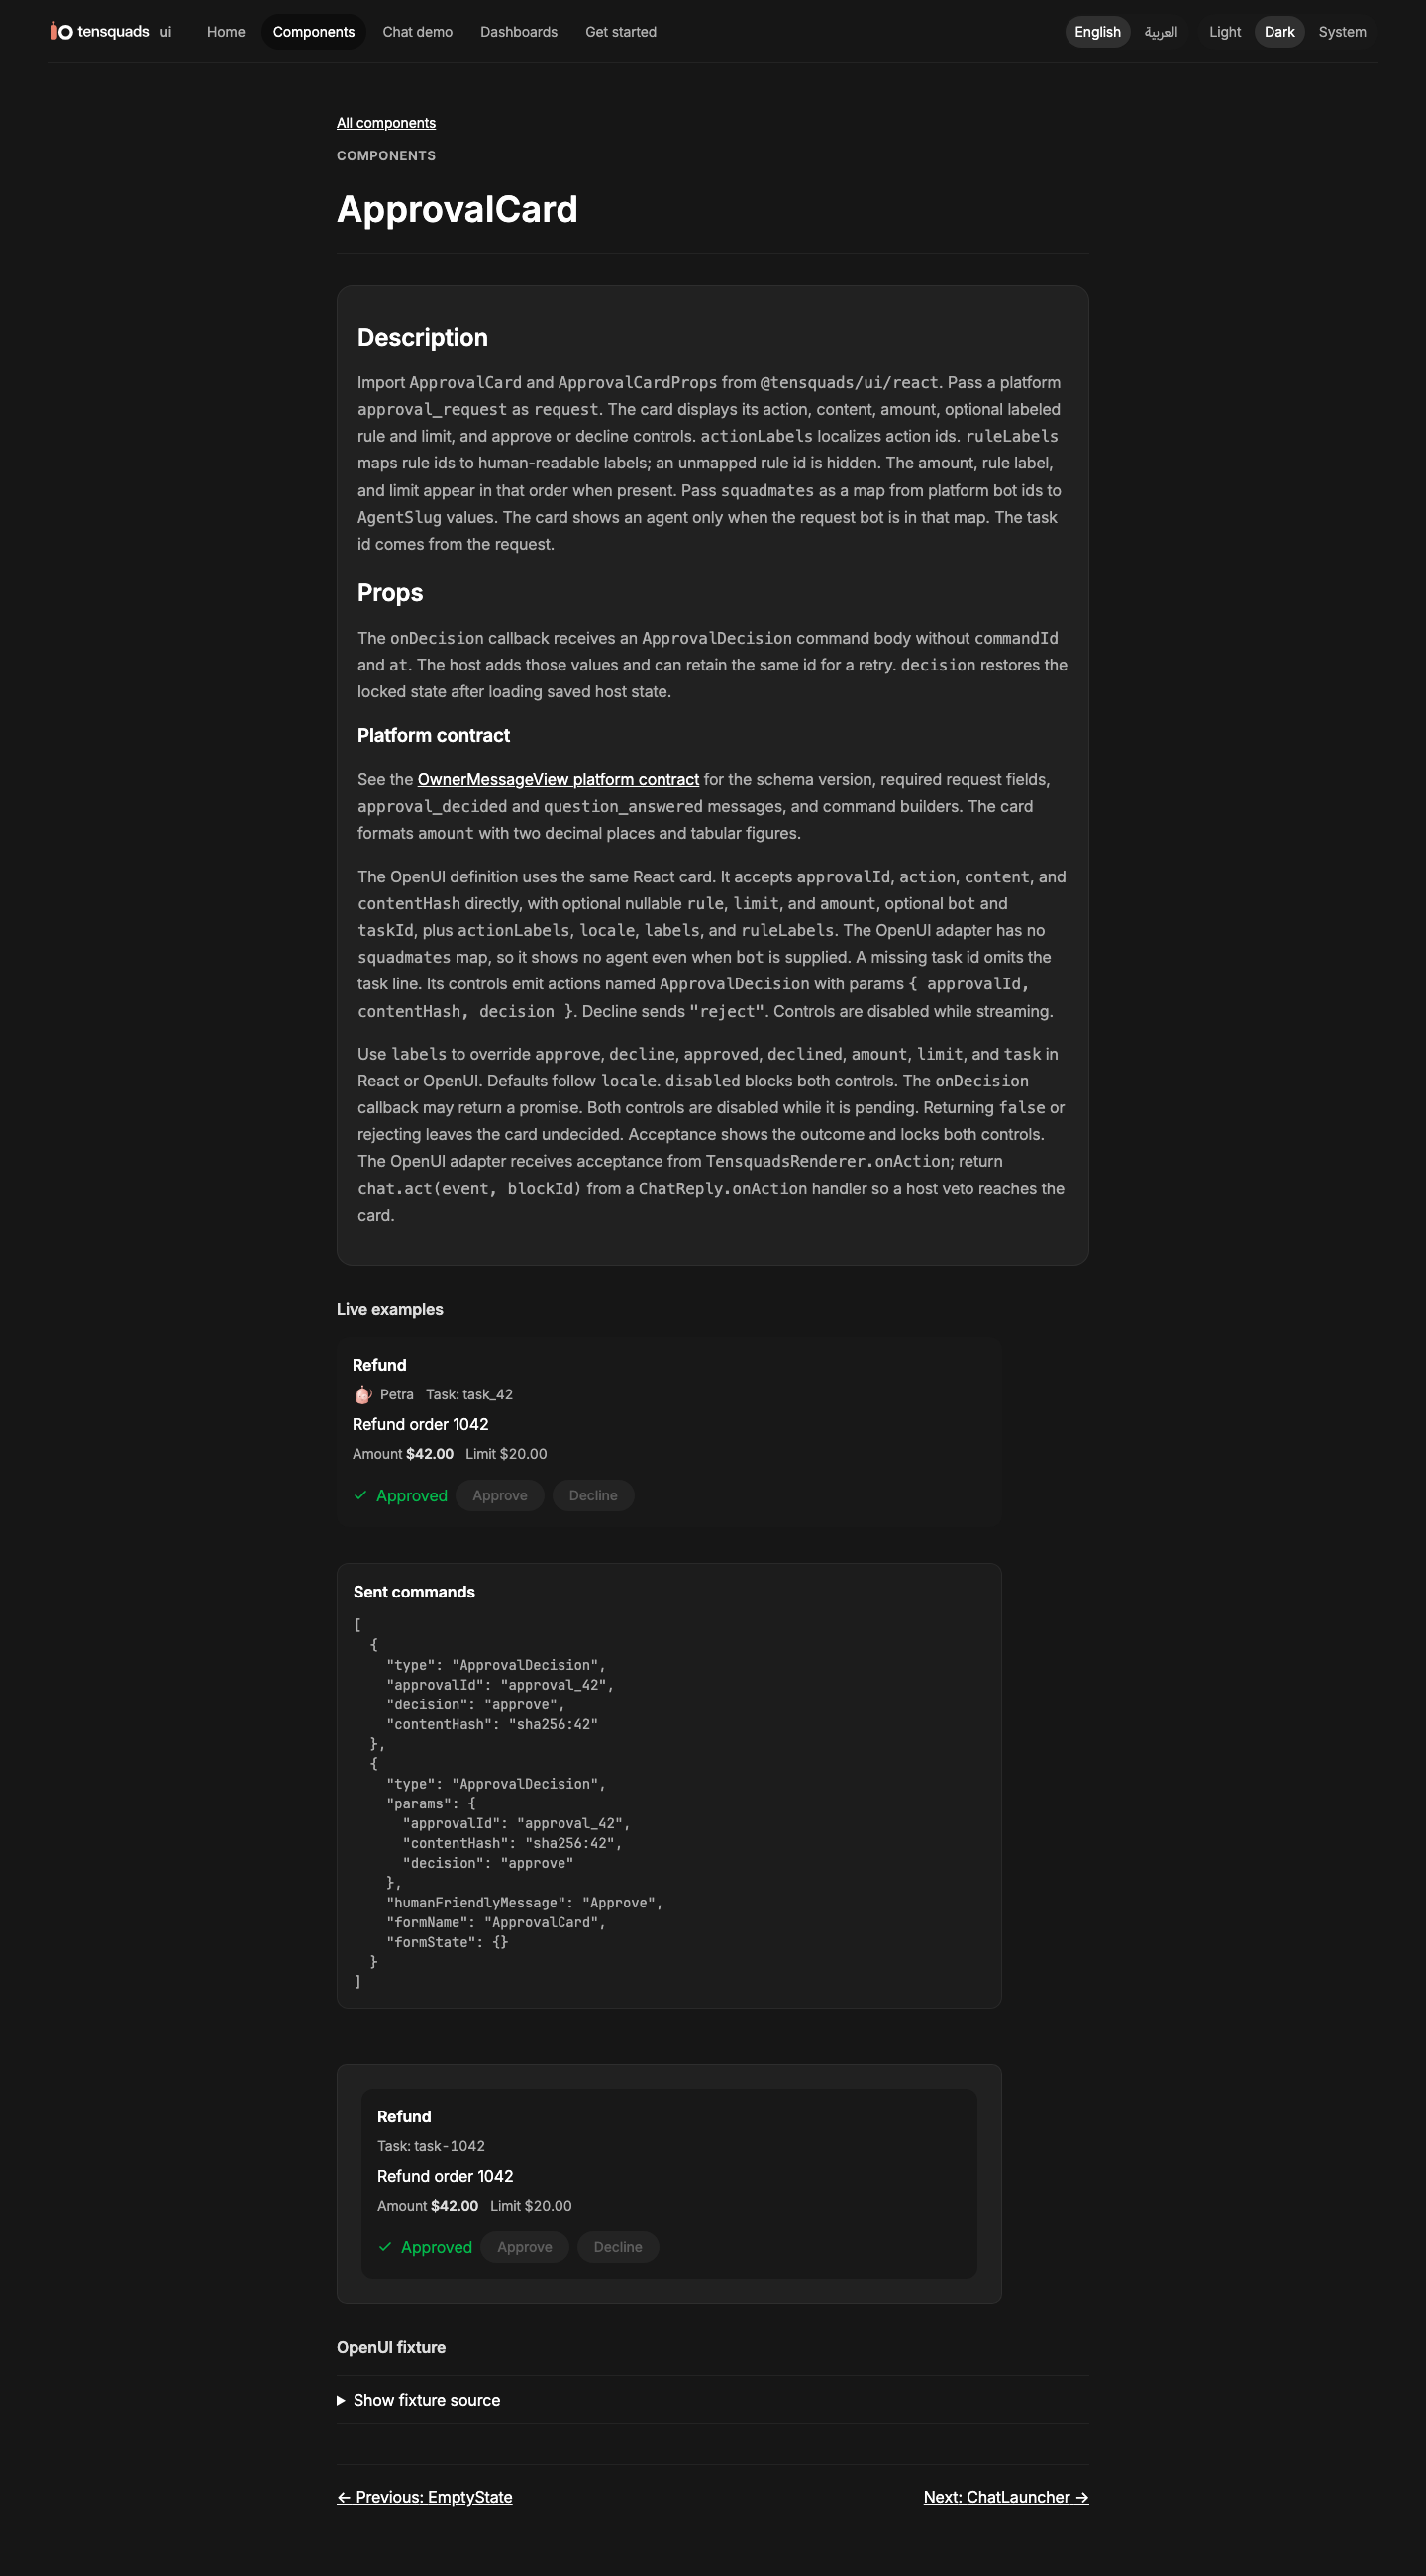 tensquads ui Home Components Chat demo Dashboards Get started English العربية Light Dark System
All components
COMPONENTS
ApprovalCard
Description
Import ApprovalCard and ApprovalCardProps from @tensquads/ui/react. Pass a platform
approval_request as request. The card displays its action, content, amount, optional labeled
rule and limit, and approve or decline controls. actionLabels localizes action ids. ruleLabels
maps rule ids to human-readable labels; an unmapped rule id is hidden. The amount, rule label,
and limit appear in that order when present. Pass squadmates as a map from platform bot ids to
AgentSlug values. The card shows an agent only when the request bot is in that map. The task
id comes from the request.
Props
The onDecision callback receives an ApprovalDecision command body without commandId
and at. The host adds those values and can retain the same id for a retry. decision restores the
locked state after loading saved host state.
Platform contract
See the OwnerMessageView platform contract for the schema version, required request fields,
approval_decided and question_answered messages, and command builders. The card
formats amount with two decimal places and tabular figures.
The OpenUI definition uses the same React card. It accepts approvalId, action, content, and
contentHash directly, with optional nullable rule, limit, and amount, optional bot and
taskId, plus actionLabels, locale, labels, and ruleLabels. The OpenUI adapter has no
squadmates map, so it shows no agent even when bot is supplied. A missing task id omits the
task line. Its controls emit actions named ApprovalDecision with params { approvalId,
contentHash, decision }. Decline sends "reject". Controls are disabled while streaming.
Use labels to override approve, decline, approved, declined, amount, limit, and task in
React or OpenUI. Defaults follow locale. disabled blocks both controls. The onDecision
callback may return a promise. Both controls are disabled while it is pending. Returning false or
rejecting leaves the card undecided. Acceptance shows the outcome and locks both controls.
The OpenUI adapter receives acceptance from TensquadsRenderer.onAction; return
chat.act(event, blockId) from a ChatReply.onAction handler so a host veto reaches the
card.
Live examples
Refund
Petra Task: task_42
Refund order 1042
Amount $42.00 Limit $20.00
Approved Approve Decline
Sent commands
[
{
"type": "ApprovalDecision",
"approvalId": "approval_42",
"decision": "approve",
"contentHash": "sha256:42"
},
{
"type": "ApprovalDecision",
"params": {
"approvalId": "approval_42",
"contentHash": "sha256:42",
"decision": "approve"
},
"humanFriendlyMessage": "Approve",
"formName": "ApprovalCard",
"formState": {}
}
]
Refund
Task: task-1042
Refund order 1042
Amount $42.00 Limit $20.00
Approved Approve Decline
OpenUI fixture
Show fixture source
← Previous: EmptyState Next: ChatLauncher →